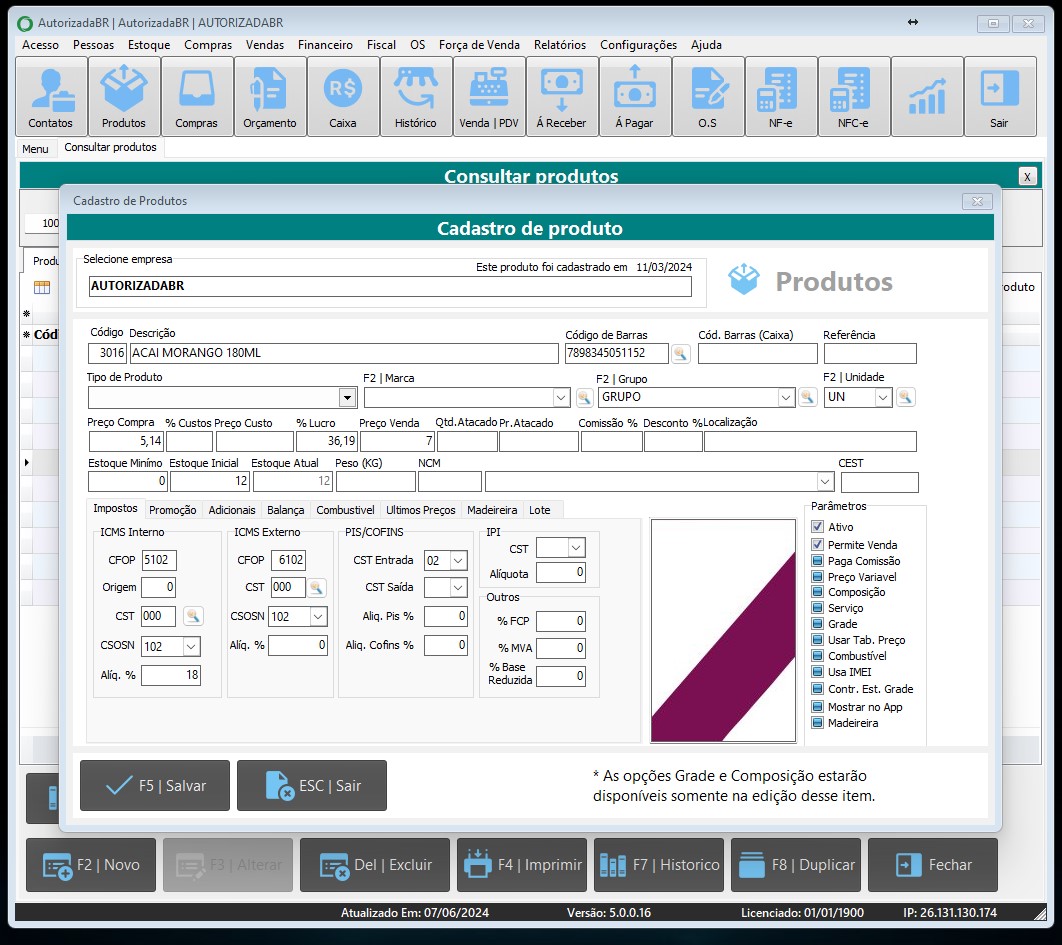 AutorizadaBR | AutorizadaBR | AUTORIZADABR
Acesso Pessoas Estoque Compras Vendas Financeiro Fiscal OS Força de Venda Relatórios Configurações Ajuda
R$
Contatos Produtos Compras Orçamento Caixa Histórico Venda | PDV Á Receber Á Pagar O.S NF-e NFC-e Sair
Menu Consultar produtos
Consultar produtos X
Cadastro de Produtos
100
Cadastro de produto
Produ
oduto
Cód
Selecione empresa
Este produto foi cadastrado em 11/03/2024
AUTORIZADABR
Produtos
Código Descrição Código de Barras Cód. Barras (Caixa) Referência
3016 ACAI MORANGO 180ML 7898345051152
Tipo de Produto F2 | Marca F2 | Grupo F2 | Unidade
GRUPO UN
Preço Compra % Custos Preço Custo % Lucro Preço Venda Qtd.Atacado Pr.Atacado Comissão % Desconto % Localização
5,14 36,19 7
Estoque Minímo Estoque Inicial Estoque Atual Peso (KG) NCM CEST
0 12 12
Impostos Promoção Adicionais Balança Combustivel Ultimos Preços Madeireira Lote
ICMS Interno
CFOP 5102
Origem 0
CST 000
CSOSN 102
Alíq. % 18
ICMS Externo
CFOP 6102
CST 000
CSOSN 102
Alíq. % 0
PIS/COFINS
CST Entrada 02
CST Saída
Aliq. Pis % 0
Aliq. Cofins % 0
IPI
CST
Alíquota 0
Outros
% FCP 0
% MVA 0
% Base
Reduzida 0
Parâmetros
Ativo
Permite Venda
Paga Comissão
Preço Variavel
Composição
Serviço
Grade
Usar Tab. Preço
Combustível
Usa IMEI
Contr. Est. Grade
Mostrar no App
Madeireira
F5 | Salvar ESC | Sair
* As opções Grade e Composição estarão
disponíveis somente na edição desse item.
F2 | Novo F3 | Alterar Del | Excluir F4 | Imprimir F7 | Historico F8 | Duplicar Fechar
Atualizado Em: 07/06/2024 Versão: 5.0.0.16 Licenciado: 01/01/1900 IP: 26.131.130.174